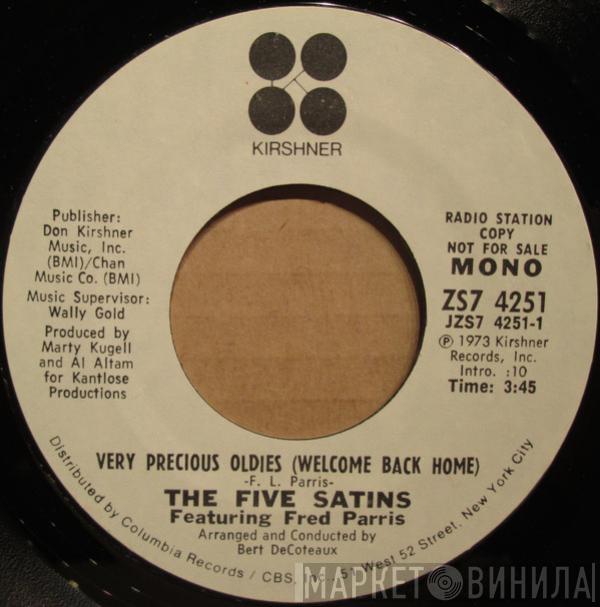 KIRSHNER
Publisher:
Don Kirshner
Music, Inc.
(BMI)/Chan
Music Co. (BMI)
Music Supervisor:
Wally Gold
Produced by
Marty Kugell
and Al Altam
for Kantlose
Productions
RADIO STATION
COPY
NOT FOR SALE
MONO
ZS7 4251
JZS7 4251-1
Ⓟ 1973 Kirshner
Records, Inc.
Intro. :10
Time: 3:45
VERY PRECIOUS OLDIES (WELCOME BACK HOME)
-F. L. Parris-
THE FIVE SATINS
Featuring Fred Parris
Arranged and Conducted by
Bert DeCoteaux
Distributed by Columbia Records / CBS, Inc., 51 West 52 Street, New York City
МАРКЕТ ВИНИЛА